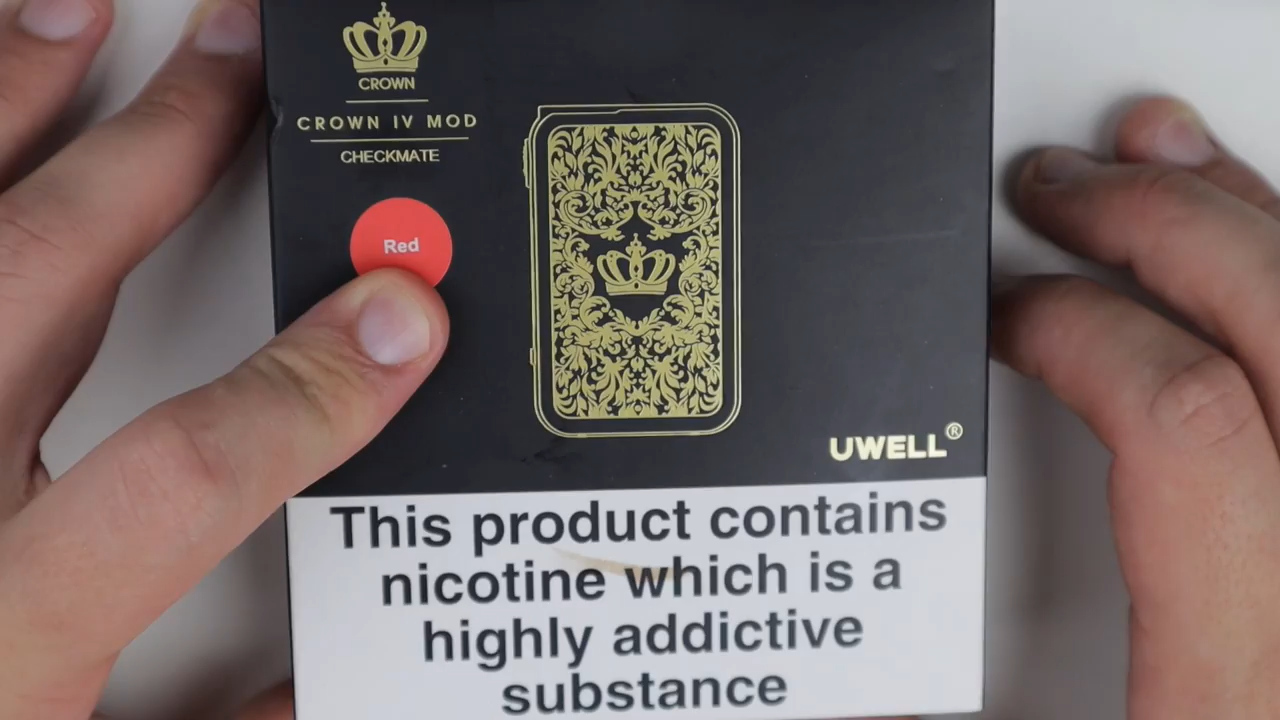 CROWN
CROWN IV MOD
CHECKMATE
Red
UWELL®
This product contains
nicotine which is a
highly addictive
substance